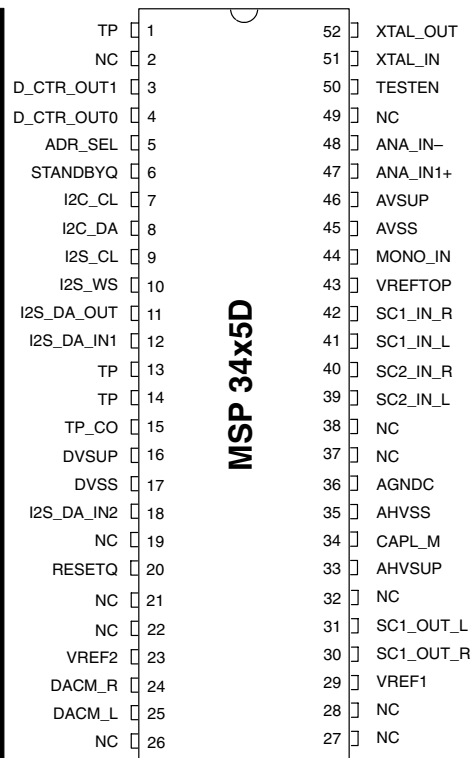 TP 1 52 XTAL_OUT
NC 2 51 XTAL_IN
D_CTR_OUT1 3 50 TESTEN
D_CTR_OUT0 4 49 NC
ADR_SEL 5 48 ANA_IN–
STANDBYQ 6 47 ANA_IN1+
I2C_CL 7 46 AVSUP
I2C_DA 8 45 AVSS
I2S_CL 9 44 MONO_IN
I2S_WS 10 43 VREFTOP
I2S_DA_OUT 11 42 SC1_IN_R
I2S_DA_IN1 12 41 SC1_IN_L
TP 13 40 SC2_IN_R
TP 14 39 SC2_IN_L
TP_CO 15 38 NC
DVSUP 16 37 NC
DVSS 17 36 AGNDC
I2S_DA_IN2 18 35 AHVSS
NC 19 34 CAPL_M
RESETQ 20 33 AHVSUP
NC 21 32 NC
NC 22 31 SC1_OUT_L
VREF2 23 30 SC1_OUT_R
DACM_R 24 29 VREF1
DACM_L 25 28 NC
NC 26 27 NC
MSP 34x5D